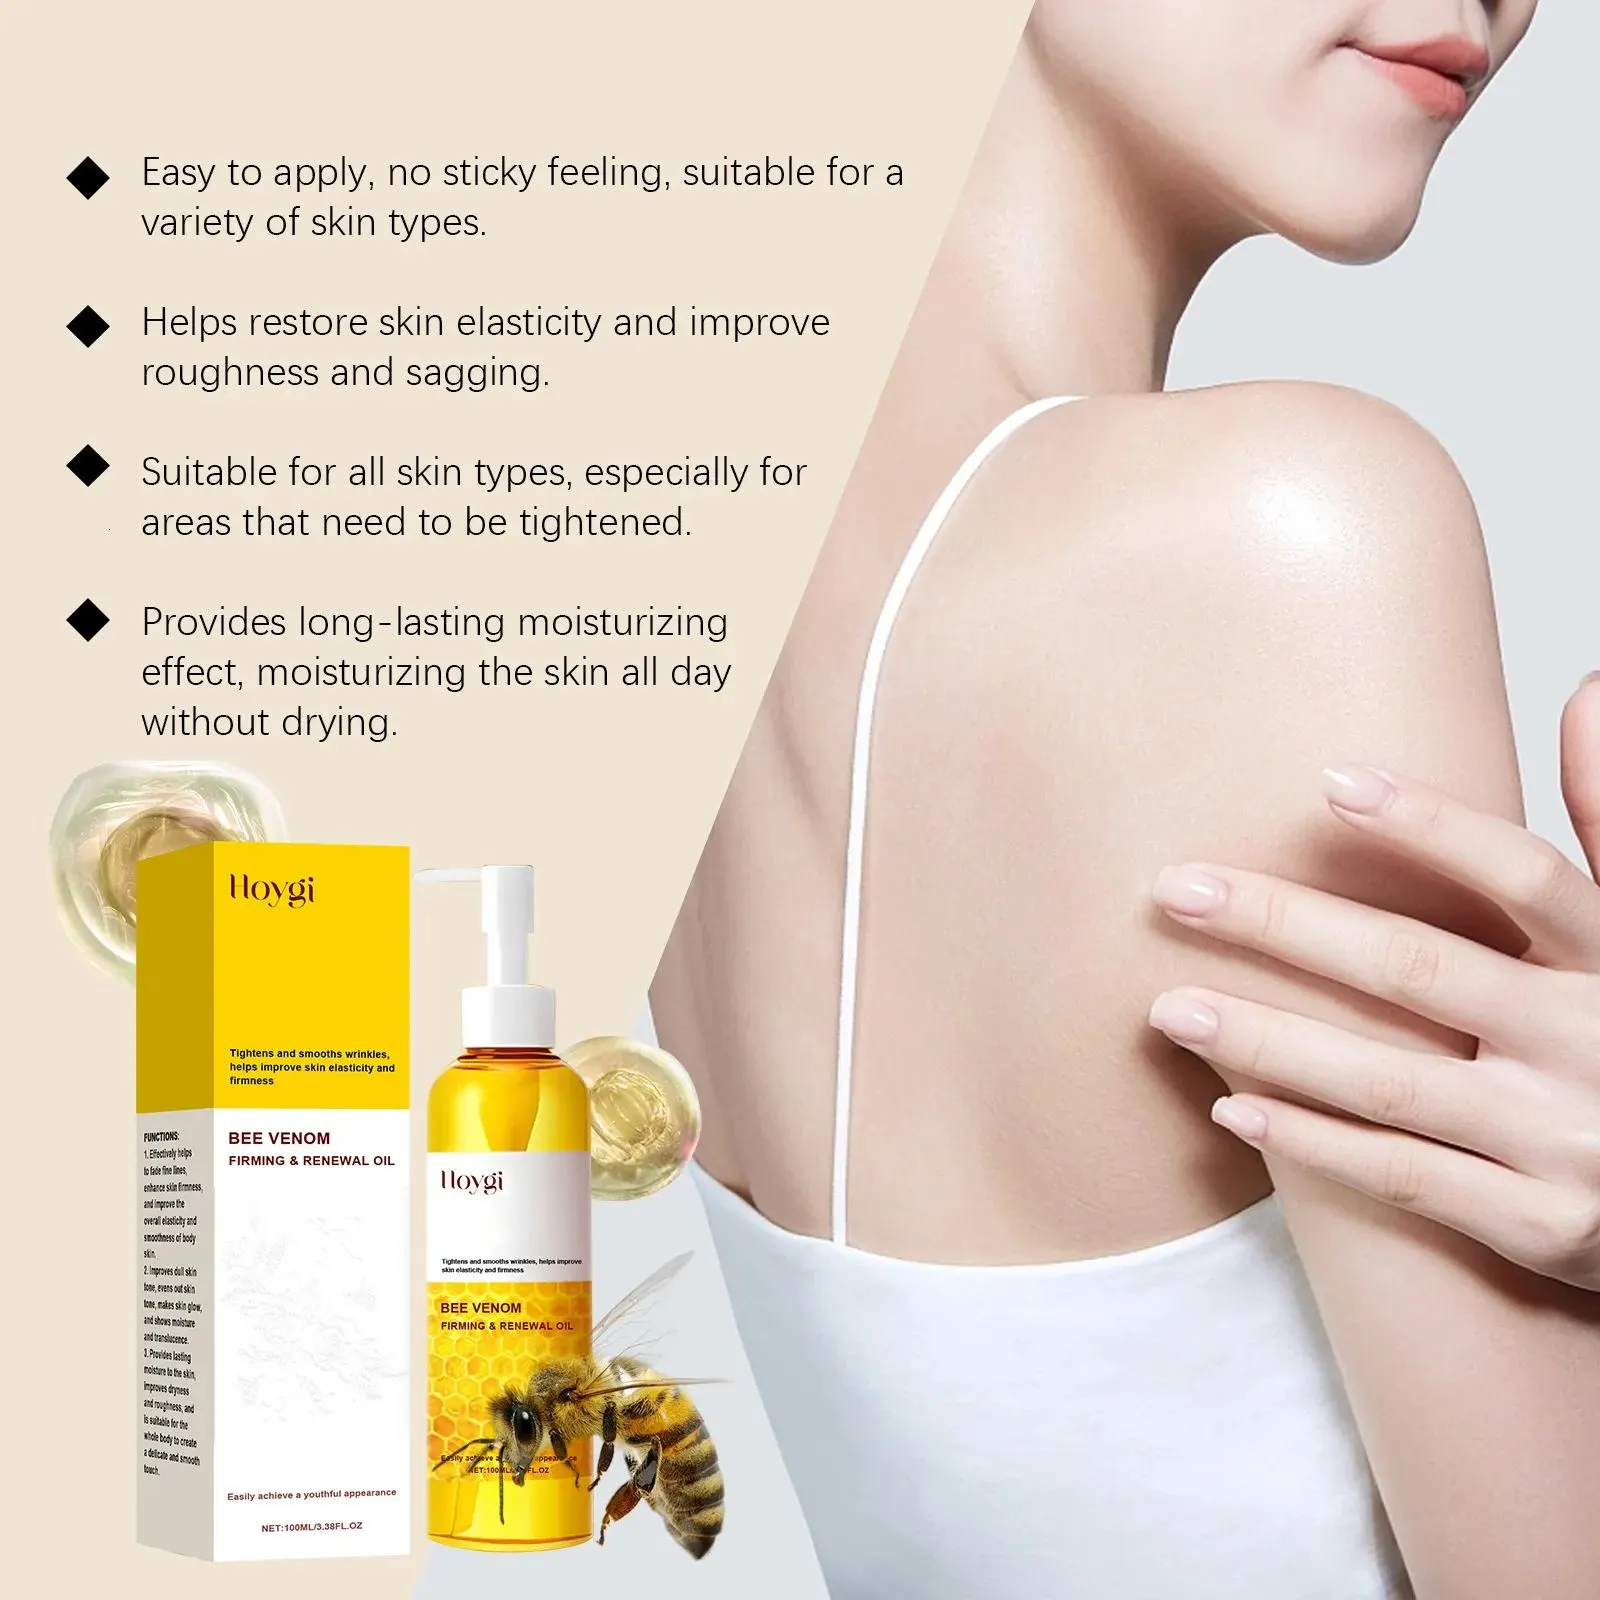 Easy to apply, no sticky feeling, suitable for a
variety of skin types.
Helps restore skin elasticity and improve
roughness and sagging.
Suitable for all skin types, especially for
areas that need to be tightened.
Provides long-lasting moisturizing
effect, moisturizing the skin all day
without drying.
Hoygi
Tightens and smooths wrinkles,
helps improve skin elasticity and
firmness
BEE VENOM
FIRMING & RENEWAL OIL
Easily achieve a youthful appearance
NET:100ML/3.38FL.OZ
FUNCTIONS:
1. Effectively helps
to fade fine lines,
enhance skin firmness,
and improve the
overall elasticity and
smoothness of body
skin.
2. Improves dull skin
tone, evens out skin
tone, makes skin glow,
and shows moisture
and translucence.
3. Provides lasting
moisture to the skin,
improves dryness
and roughness, and
is suitable for the
whole body to create
a delicate and smooth
touch.
Hoygi
Tightens and smooths wrinkles, helps improve
skin elasticity and firmness
BEE VENOM
FIRMING & RENEWAL OIL
Easily achieve a appearance
NET:100ML FL.OZ